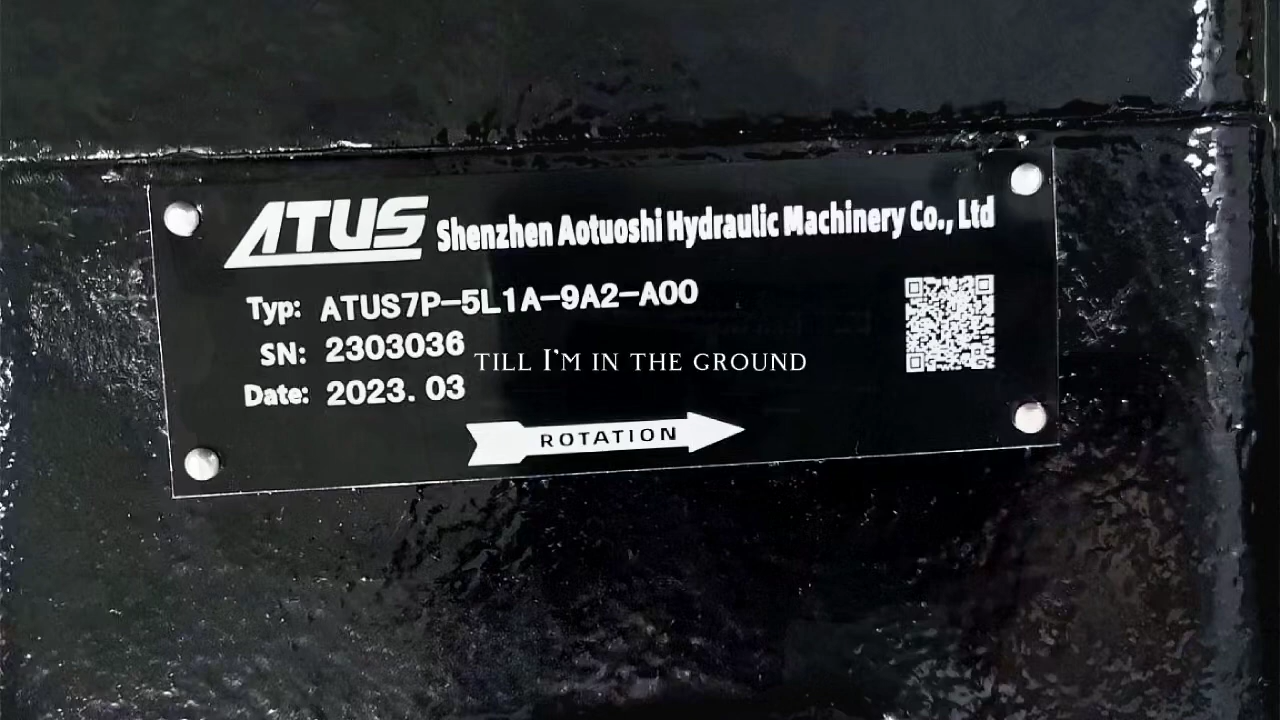 ATUS Shenzhen Aotuoshi Hydraulic Machinery Co., Ltd
Typ: ATUS7P-5L1A-9A2-A00
SN: 2303036
TILL I'M IN THE GROUND
Date: 2023. 03
ROTATION